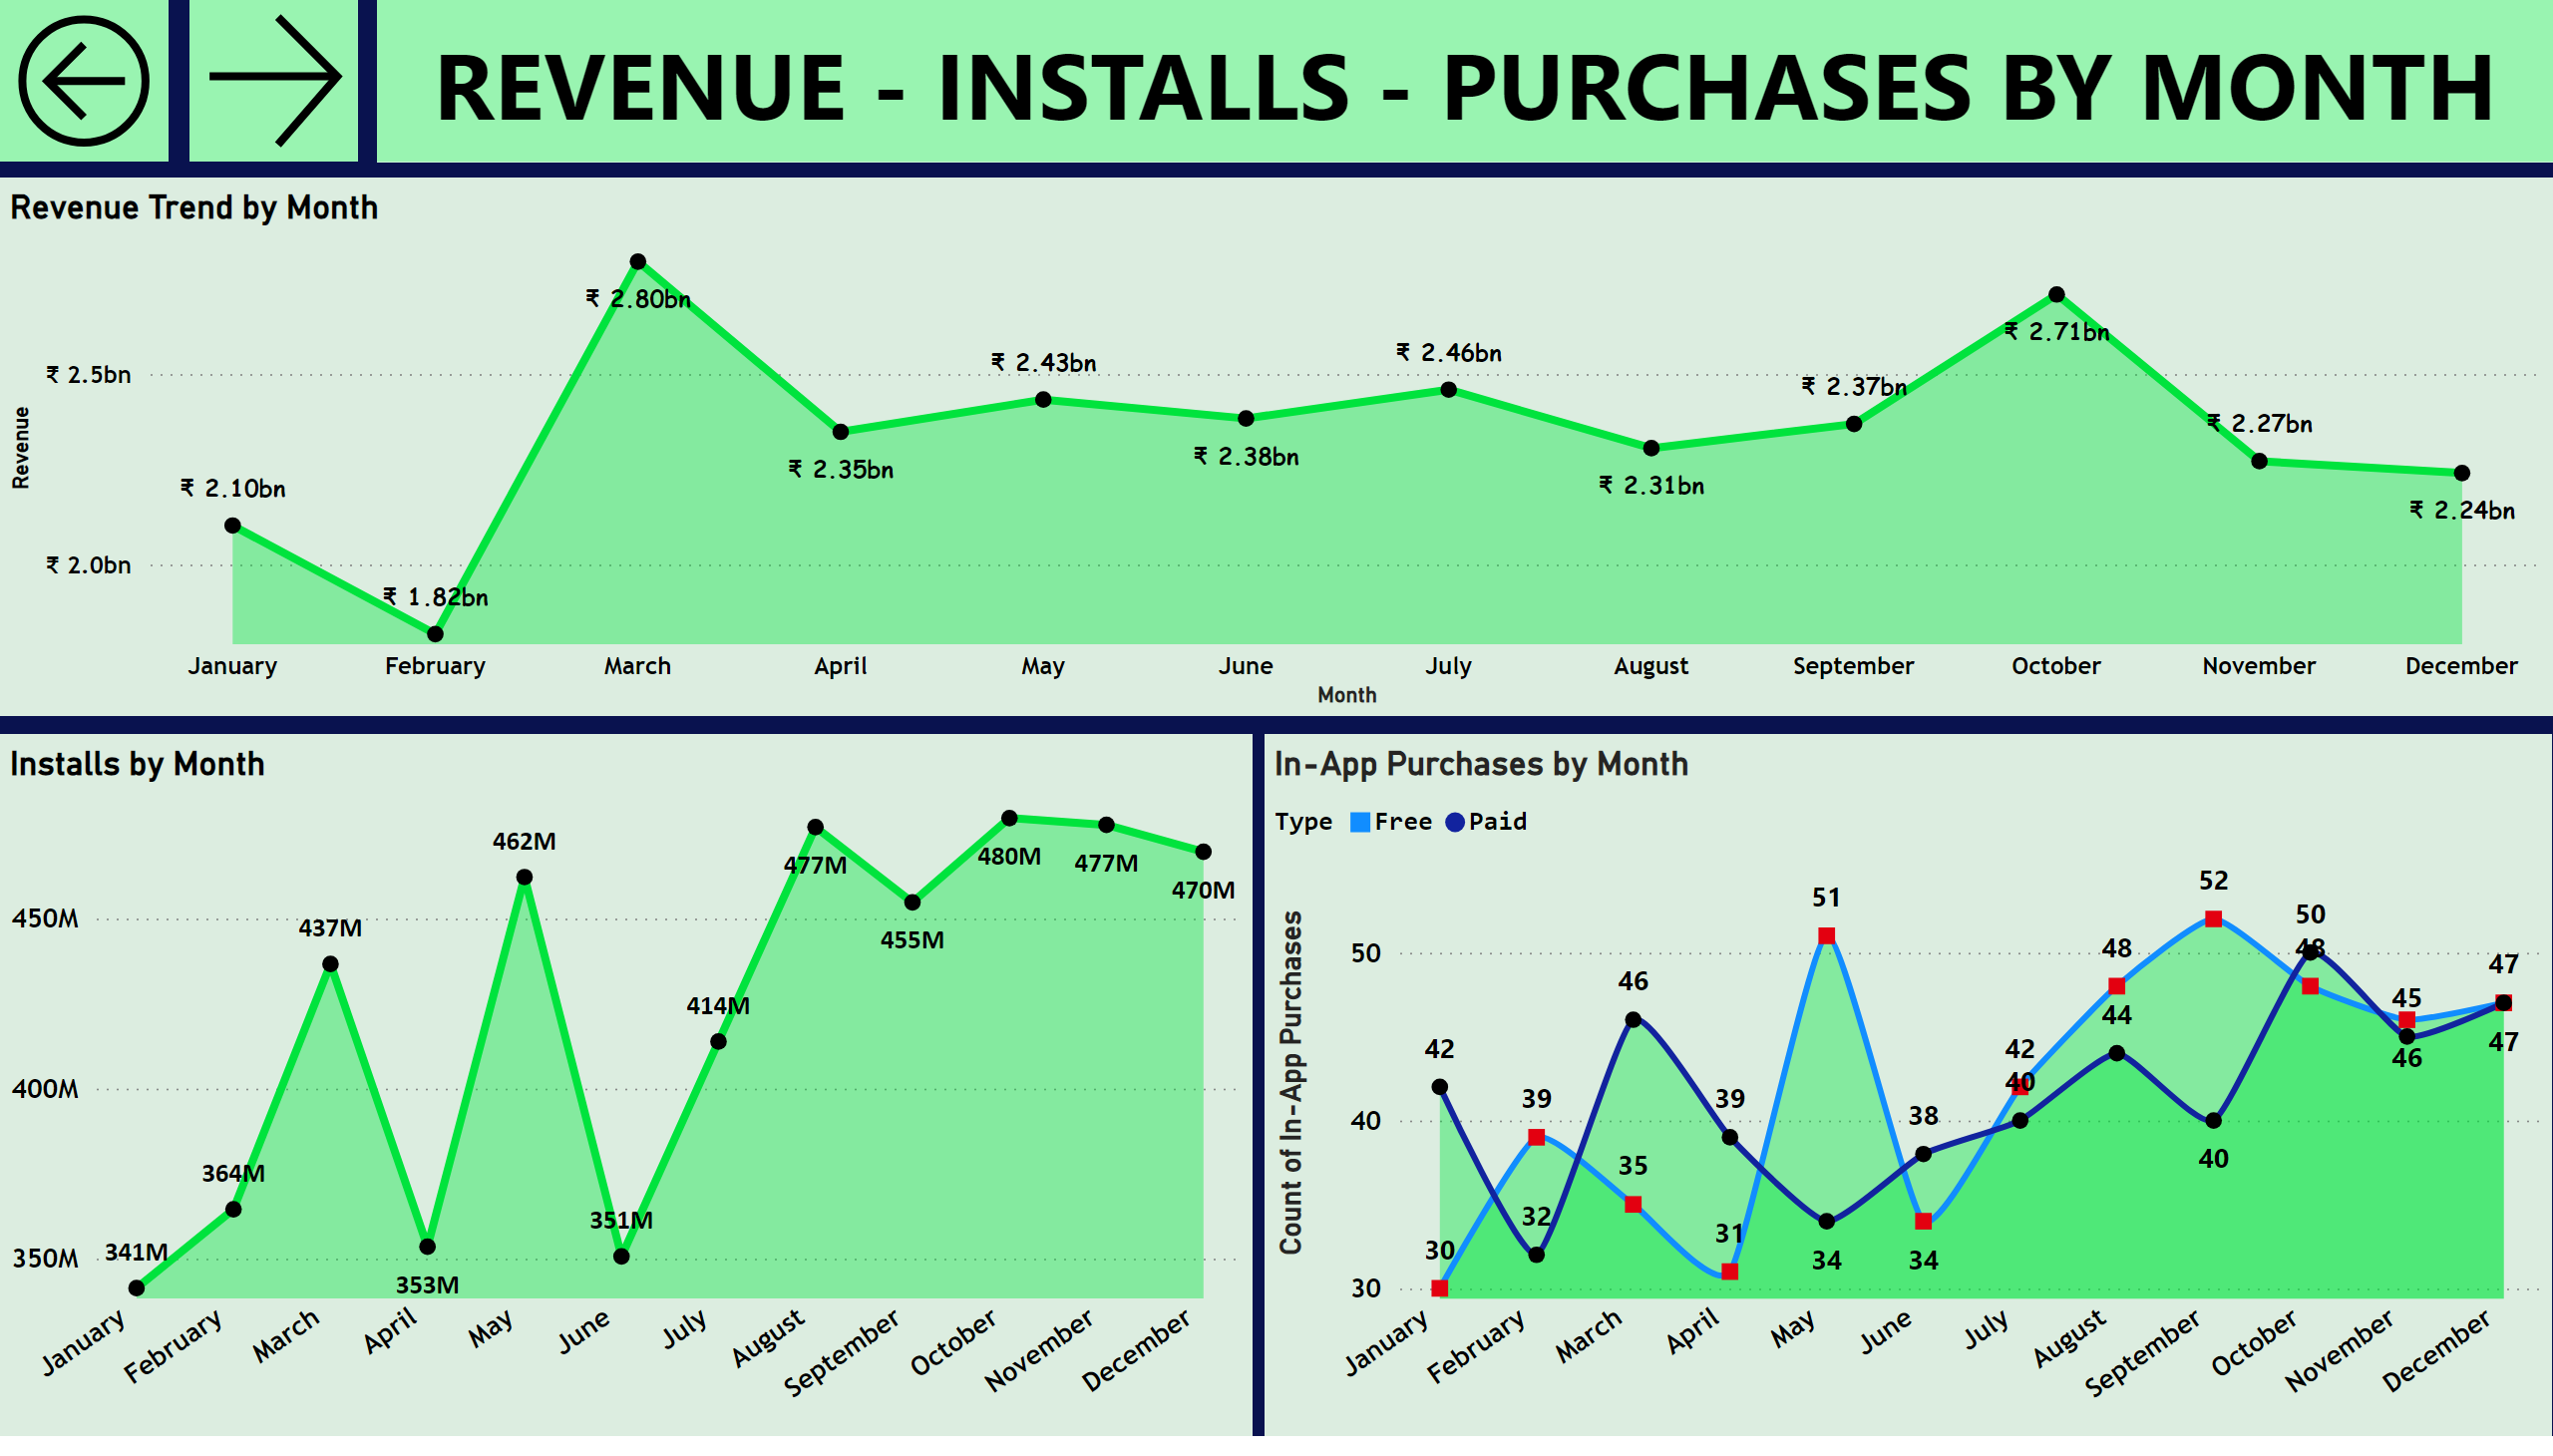 REVENUE - INSTALLS - PURCHASES BY MONTH
Revenue Trend by Month
₹ 2.80bn
₹ 2.71bn
₹ 2.46bn
₹ 2.43bn
₹ 2.5bn
₹ 2.37bn
₹ 2.27bn
Revenue
₹ 2.38bn
₹ 2.35bn
₹ 2.10bn
₹ 2.31bn
₹ 2.24bn
₹ 2.0bn
₹ 1.82bn
January February March April May June July August September October November December
Month
Installs by Month
462M
477M
480M
477M
470M
450M
437M
455M
414M
400M
364M
351M
350M
341M
353M
January February March April May June July August September October November December
In-App Purchases by Month
Type Free Paid
Count of In-App Purchases
52
51
50
50
48
48
47
46
45
44
42
42
47
46
40
40
39
39
38
40
35
32
31
30
34
34
30
January February March April May June July August September October November December